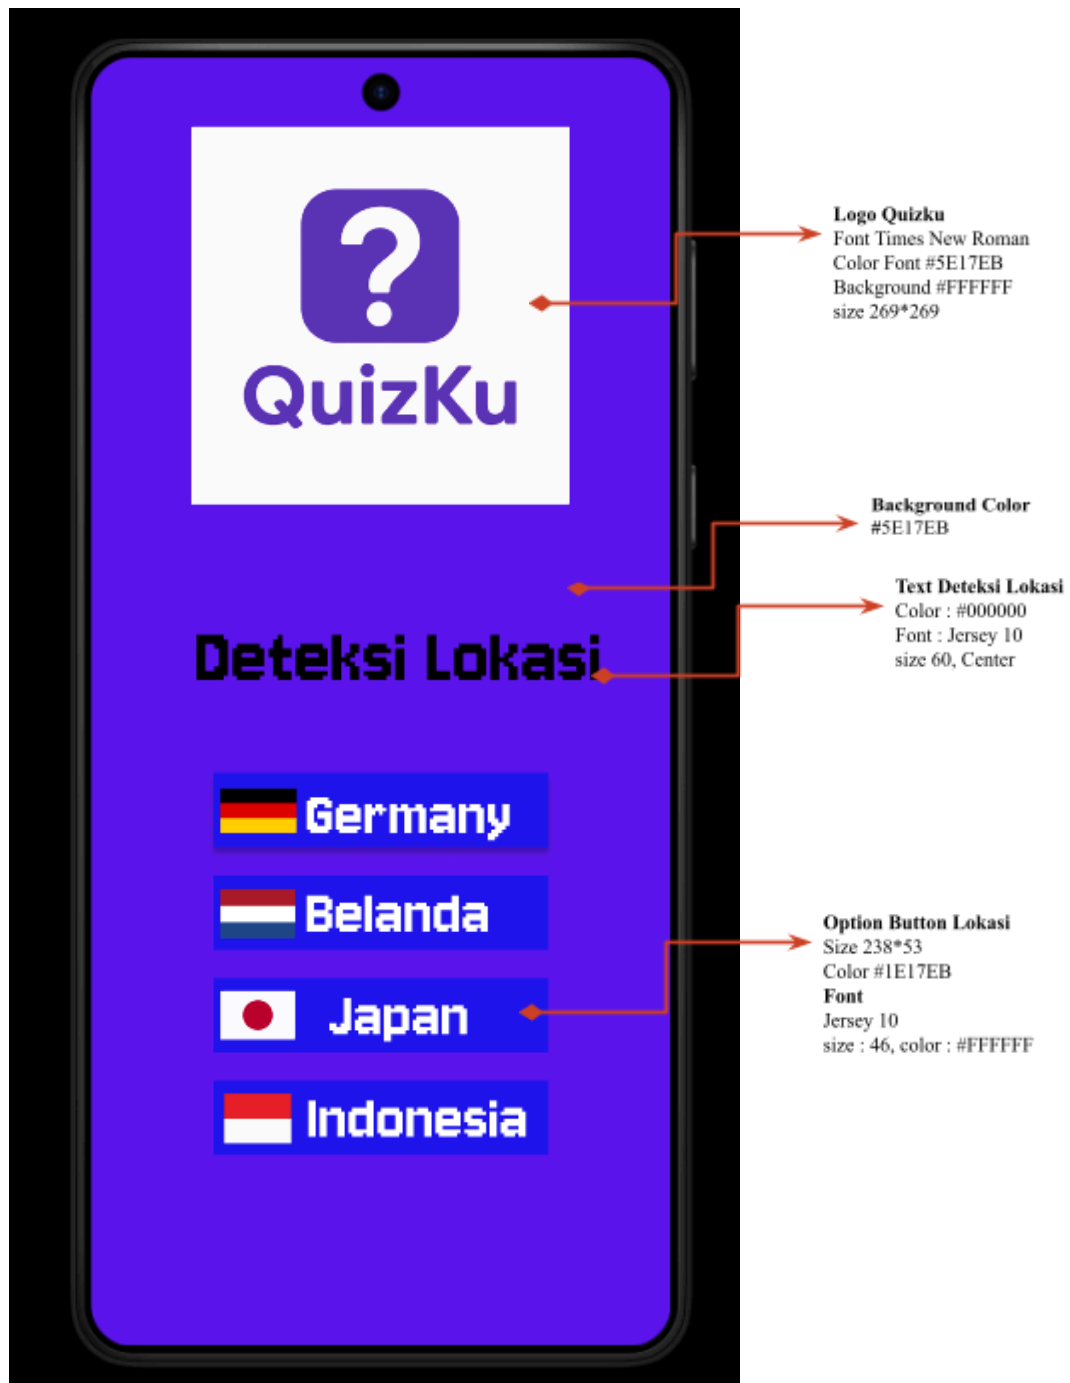 ?
QuizKu
Deteksi Lokasi
Germany
Belanda
Japan
Indonesia
Logo Quizku
Font Times New Roman
Color Font #5E17EB
Background #FFFFFF
size 269*269
Background Color
#5E17EB
Text Deteksi Lokasi
Color : #000000
Font : Jersey 10
size 60, Center
Option Button Lokasi
Size 238*53
Color #1E17EB
Font
Jersey 10
size : 46, color : #FFFFFF